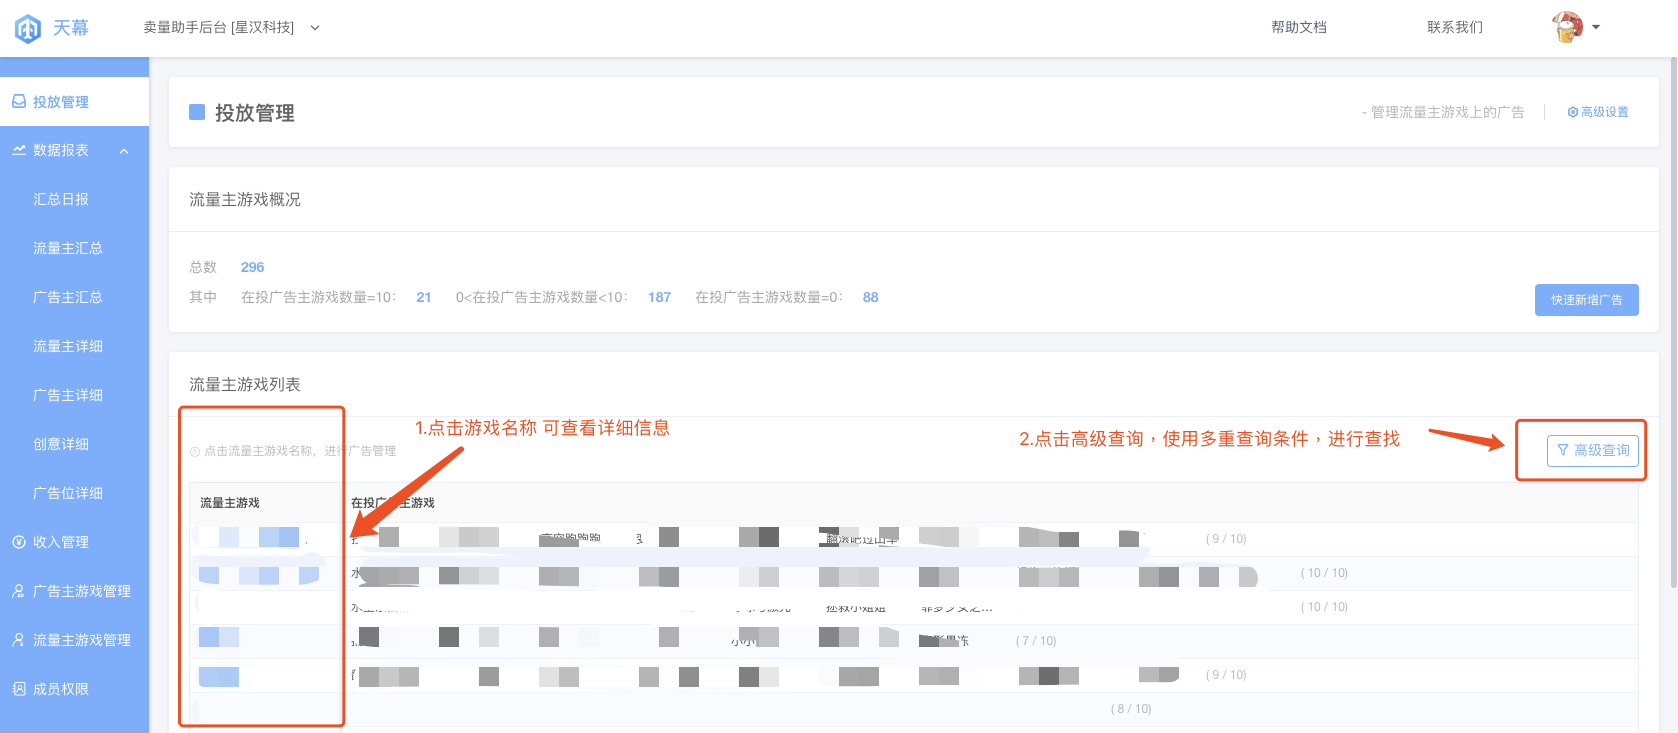 天幕
卖量助手后台 [星汉科技]
帮助文档
联系我们
投放管理
数据报表
汇总日报
流量主汇总
广告主汇总
流量主详细
广告主详细
创意详细
广告位详细
收入管理
广告主游戏管理
流量主游戏管理
成员权限
投放管理
- 管理流量主游戏上的广告
高级设置
流量主游戏概况
总数 296
其中 在投广告主游戏数量=10： 21 0<在投广告主游戏数量<10： 187 在投广告主游戏数量=0： 88
快速新增广告
流量主游戏列表
1.点击游戏名称 可查看详细信息
2.点击高级查询，使用多重查询条件，进行查找
点击流量主游戏名称，进行广告管理
高级查询
流量主游戏 在投广 主游戏
( 9 / 10)
( 10 / 10)
拯救小姐姐 ( 10 / 10)
( 7 / 10)
( 9 / 10)
( 8 / 10)